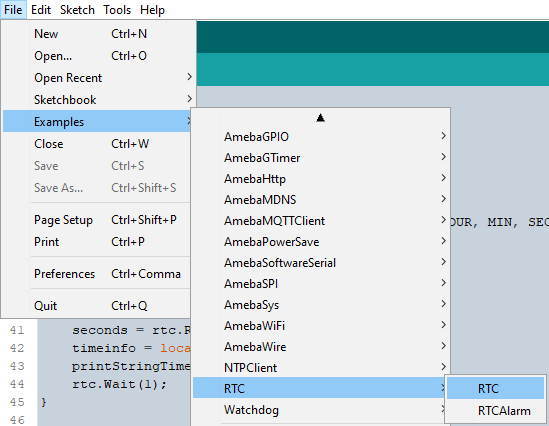 File Edit Sketch Tools Help
New Ctrl+N
Open... Ctrl+O
Open Recent
Sketchbook
Examples
Close Ctrl+W
Save Ctrl+S
Save As... Ctrl+Shift+S
Page Setup Ctrl+Shift+P
Print Ctrl+P
Preferences Ctrl+Comma
Quit Ctrl+Q
AmebaGPIO
AmebaGTimer
AmebaHttp
AmebaMDNS
AmebaMQTTClient
AmebaPowerSave
AmebaSoftwareSerial
AmebaSPI
AmebaSys
AmebaWiFi
AmebaWire
NTPClient
RTC
Watchdog
RTC
RTCAlarm
OUR, MIN, SEC
41 seconds = rtc.R
42 timeinfo = loca
43 printStringTime
44 rtc.Wait(1);
45 }
46